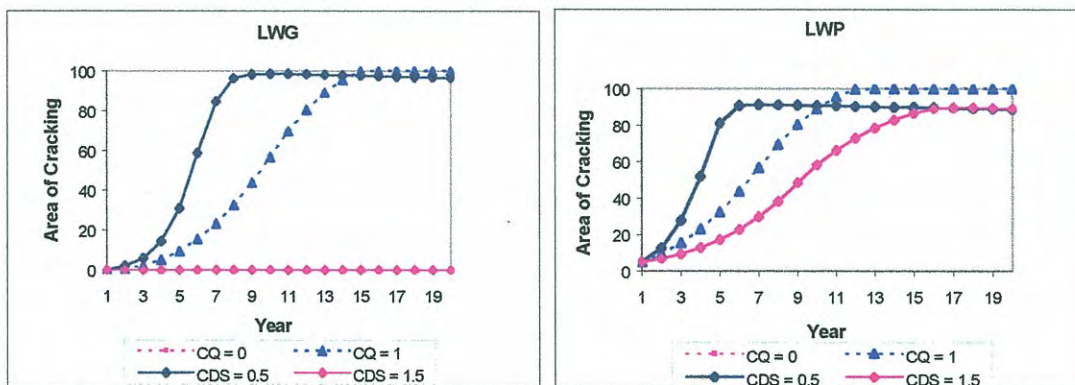 LWG
Area of Cracking
100
80
60
40
20
0
1 3 5 7 9 11 13 15 17 19
Year
CQ = 0 CQ = 1
CDS = 0.5 CDS = 1.5
LWP
Area of Cracking
100
80
60
40
20
0
1 3 5 7 9 11 13 15 17 19
Year
CQ = 0 CQ = 1
CDS = 0.5 CDS = 1.5